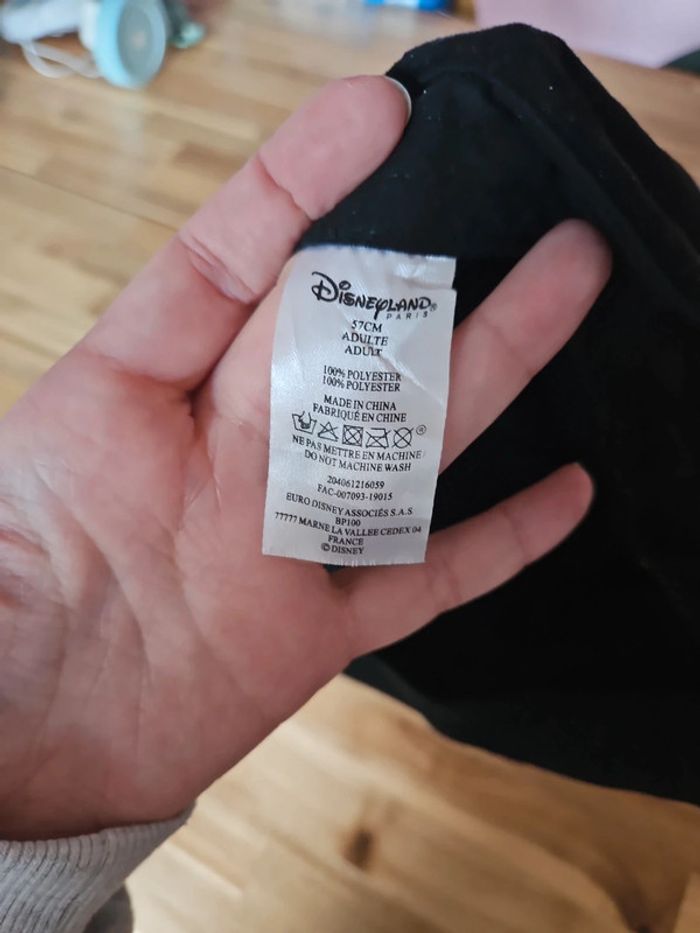 Disneyland®
PARIS
57CM
ADULTE
ADULT
100% POLYESTER
100% POLYESTER
MADE IN CHINA
FABRIQUÉ EN CHINE
NE PAS METTRE EN MACHINE
DO NOT MACHINE WASH
204061216059
FAC-007093-19015
EURO DISNEY ASSOCIÉS S.A.S.
BP100
77777 MARNE LA VALLEE CEDEX 04
FRANCE
©DISNEY